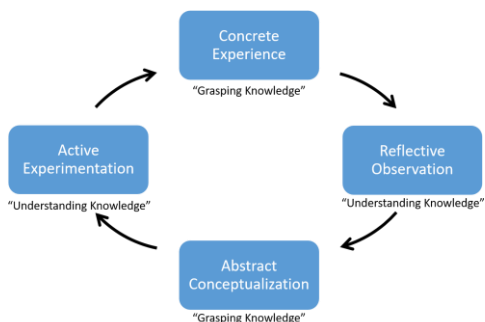 Concrete
Experience
“Grasping Knowledge”
Reflective
Observation
“Understanding Knowledge”
Abstract
Conceptualization
“Grasping Knowledge”
Active
Experimentation
“Understanding Knowledge”